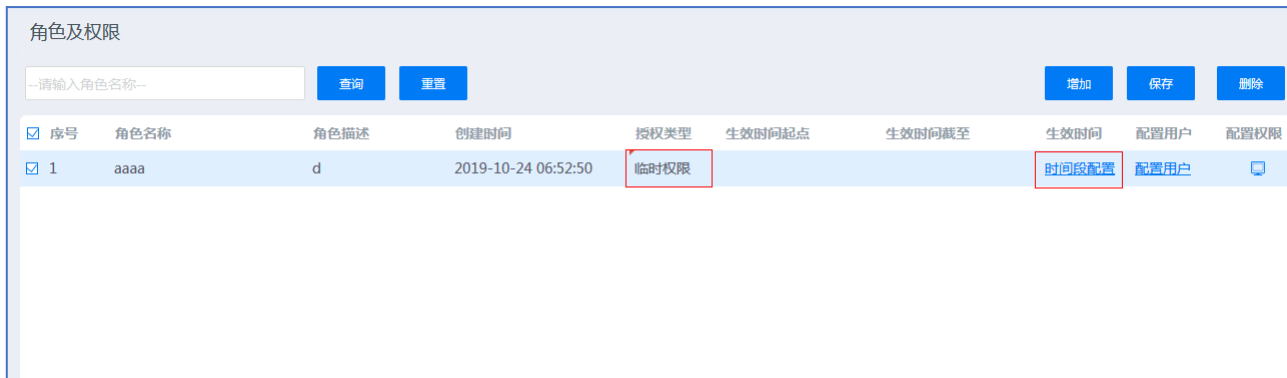 角色及权限
--请输入角色名称-- 查询 重置 增加 保存 删除
序号 角色名称 角色描述 创建时间 授权类型 生效时间起点 生效时间截至 生效时间 配置用户 配置权限
1 aaaa d 2019-10-24 06:52:50 临时权限 时间段配置 配置用户